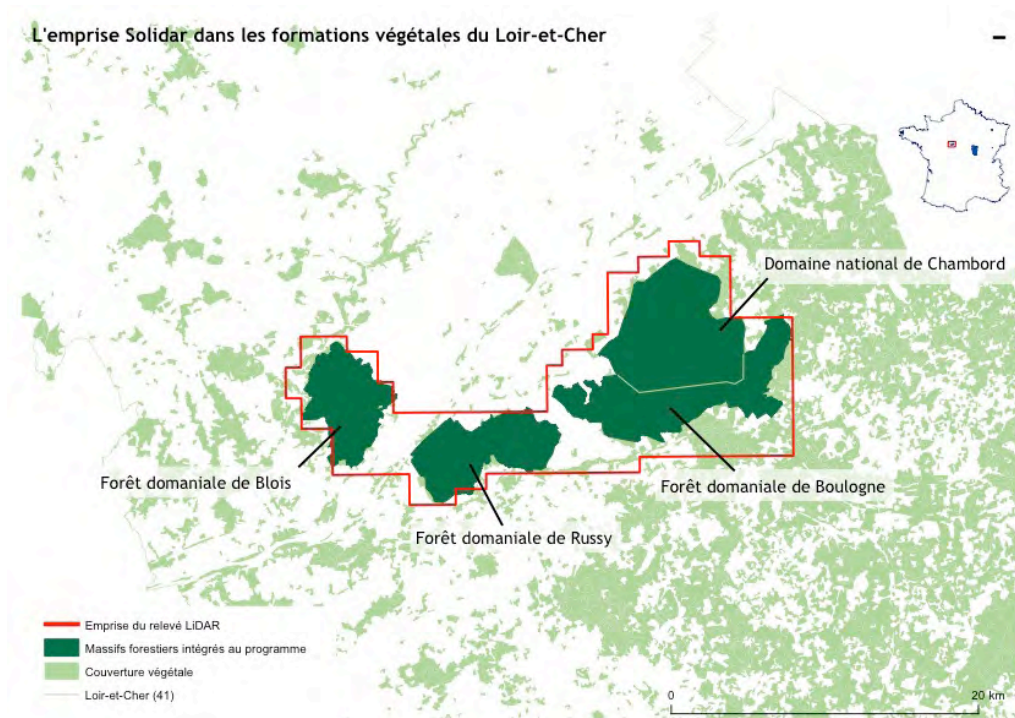 L'emprise Solidar dans les formations végétales du Loir-et-Cher
Domaine national de Chambord
Forêt domaniale de Blois
Forêt domaniale de Boulogne
Forêt domaniale de Russy
Emprise du relevé LiDAR
Massifs forestiers intégrés au programme
Couverture végétale
Loir-et-Cher (41)
0 20 km